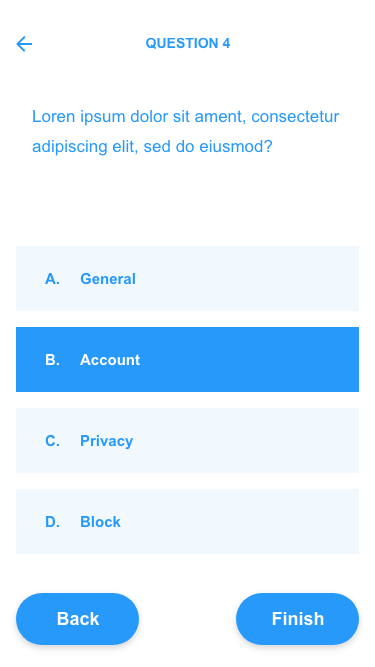 QUESTION 4
Loren ipsum dolor sit ament, consectetur
adipiscing elit, sed do eiusmod?
A. General
B. Account
C. Privacy
D. Block
Back Finish